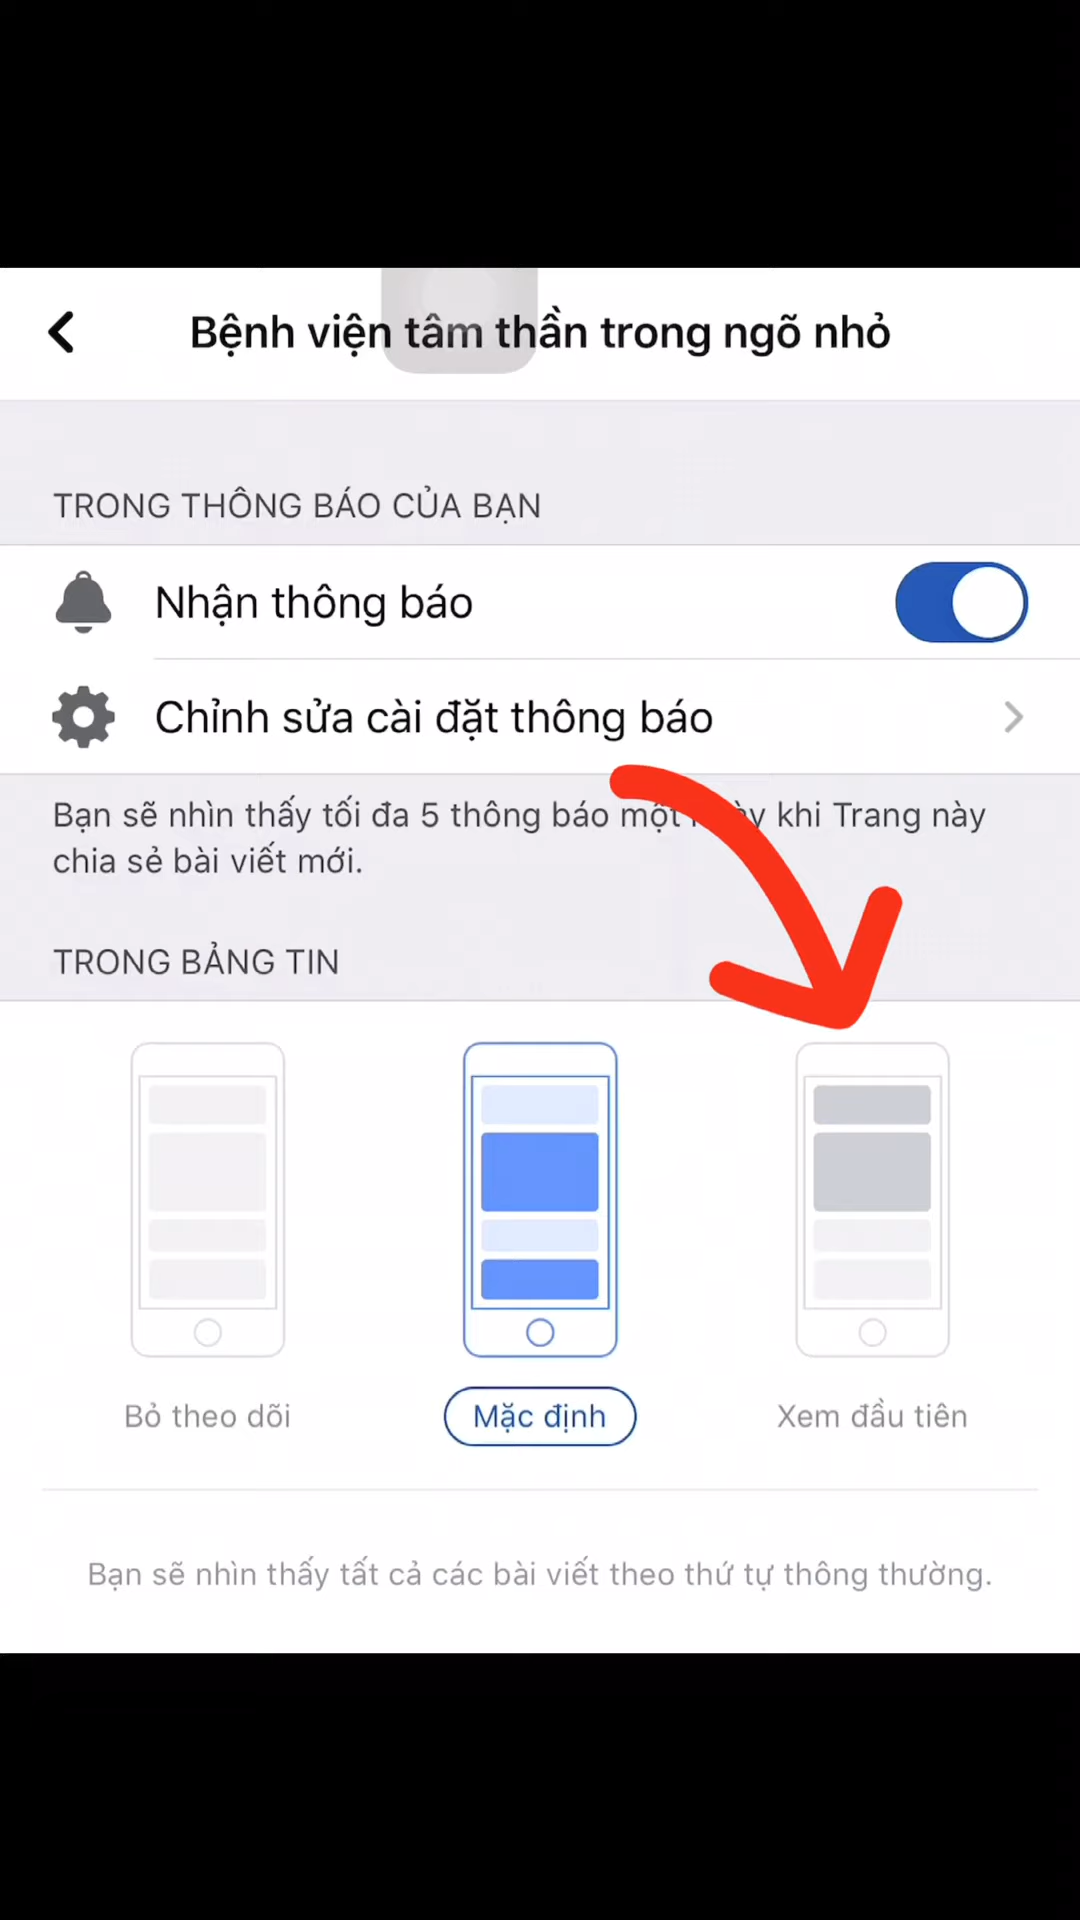 Bệnh viện tâm thần trong ngõ nhỏ
TRONG THÔNG BÁO CỦA BẠN
Nhận thông báo
Chỉnh sửa cài đặt thông báo
Bạn sẽ nhìn thấy tối đa 5 thông báo một ngày khi Trang này
chia sẻ bài viết mới.
TRONG BẢNG TIN
Bỏ theo dõi
Mặc định
Xem đầu tiên
Bạn sẽ nhìn thấy tất cả các bài viết theo thứ tự thông thường.